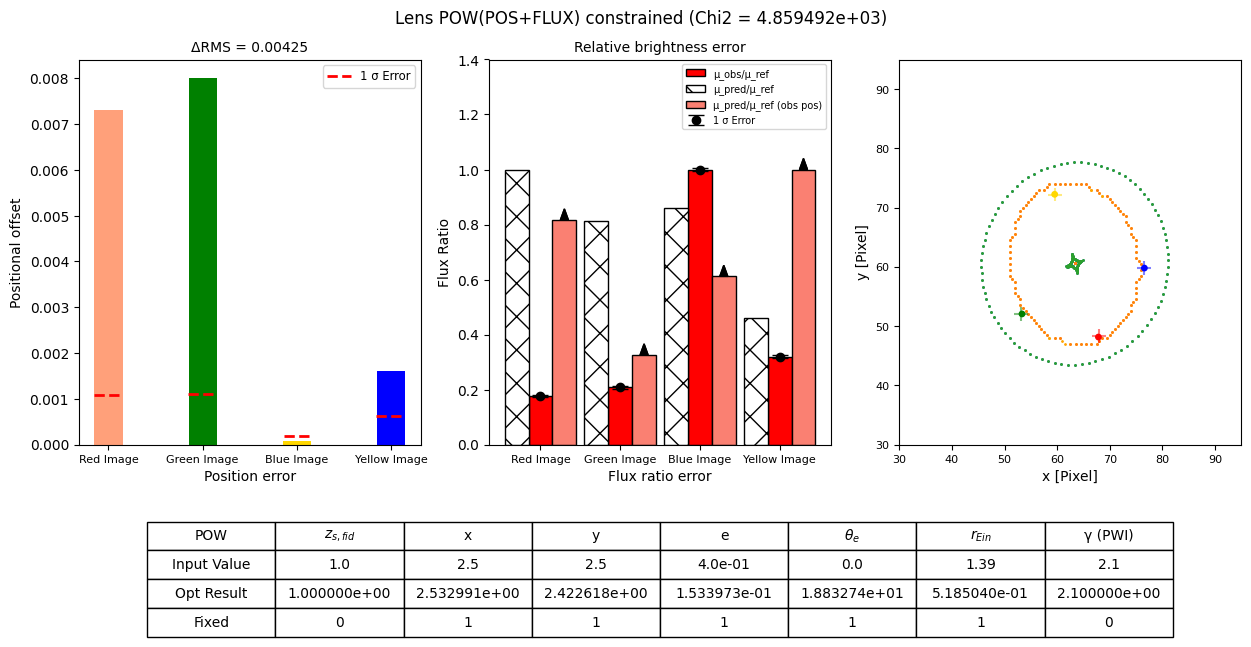 Lens POW(POS+FLUX) constrained (Chi2 = 4.859492e+03)
ΔRMS = 0.00425
Positional offset
0.008
0.007
0.006
0.005
0.004
0.003
0.002
0.001
0.000
1 σ Error
Red Image Green Image Blue Image Yellow Image
Position error
Relative brightness error
Flux Ratio
1.4
1.2
1.0
0.8
0.6
0.4
0.2
0.0
μ_obs/μ_ref
μ_pred/μ_ref
μ_pred/μ_ref (obs pos)
1 σ Error
Red Image Green Image Blue Image Yellow Image
Flux ratio error
y [Pixel]
90
80
70
60
50
40
30
30 40 50 60 70 80 90
x [Pixel]
POW z_{s,fid} x y e θ_e r_{Ein} γ (PWI)
Input Value 1.0 2.5 2.5 4.0e-01 0.0 1.39 2.1
Opt Result 1.000000e+00 2.532991e+00 2.422618e+00 1.533973e-01 1.883274e+01 5.185040e-01 2.100000e+00
Fixed 0 1 1 1 1 1 0